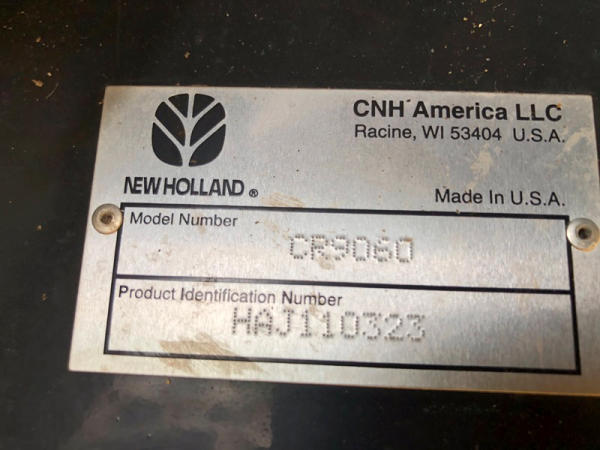 CNH America LLC
Racine, WI 53404 U.S.A.
NEW HOLLAND ®
Made In U.S.A.
Model Number
CR9060
Product Identification Number
HAJ110323